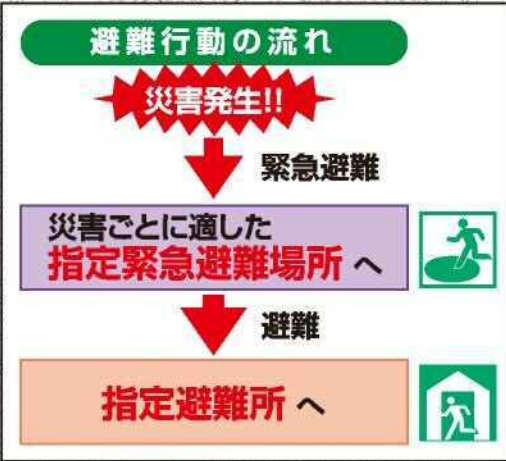 避難行動の流れ
災害発生!!
緊急避難
災害ごとに適した
指定緊急避難場所 へ
避難
指定避難所 へ